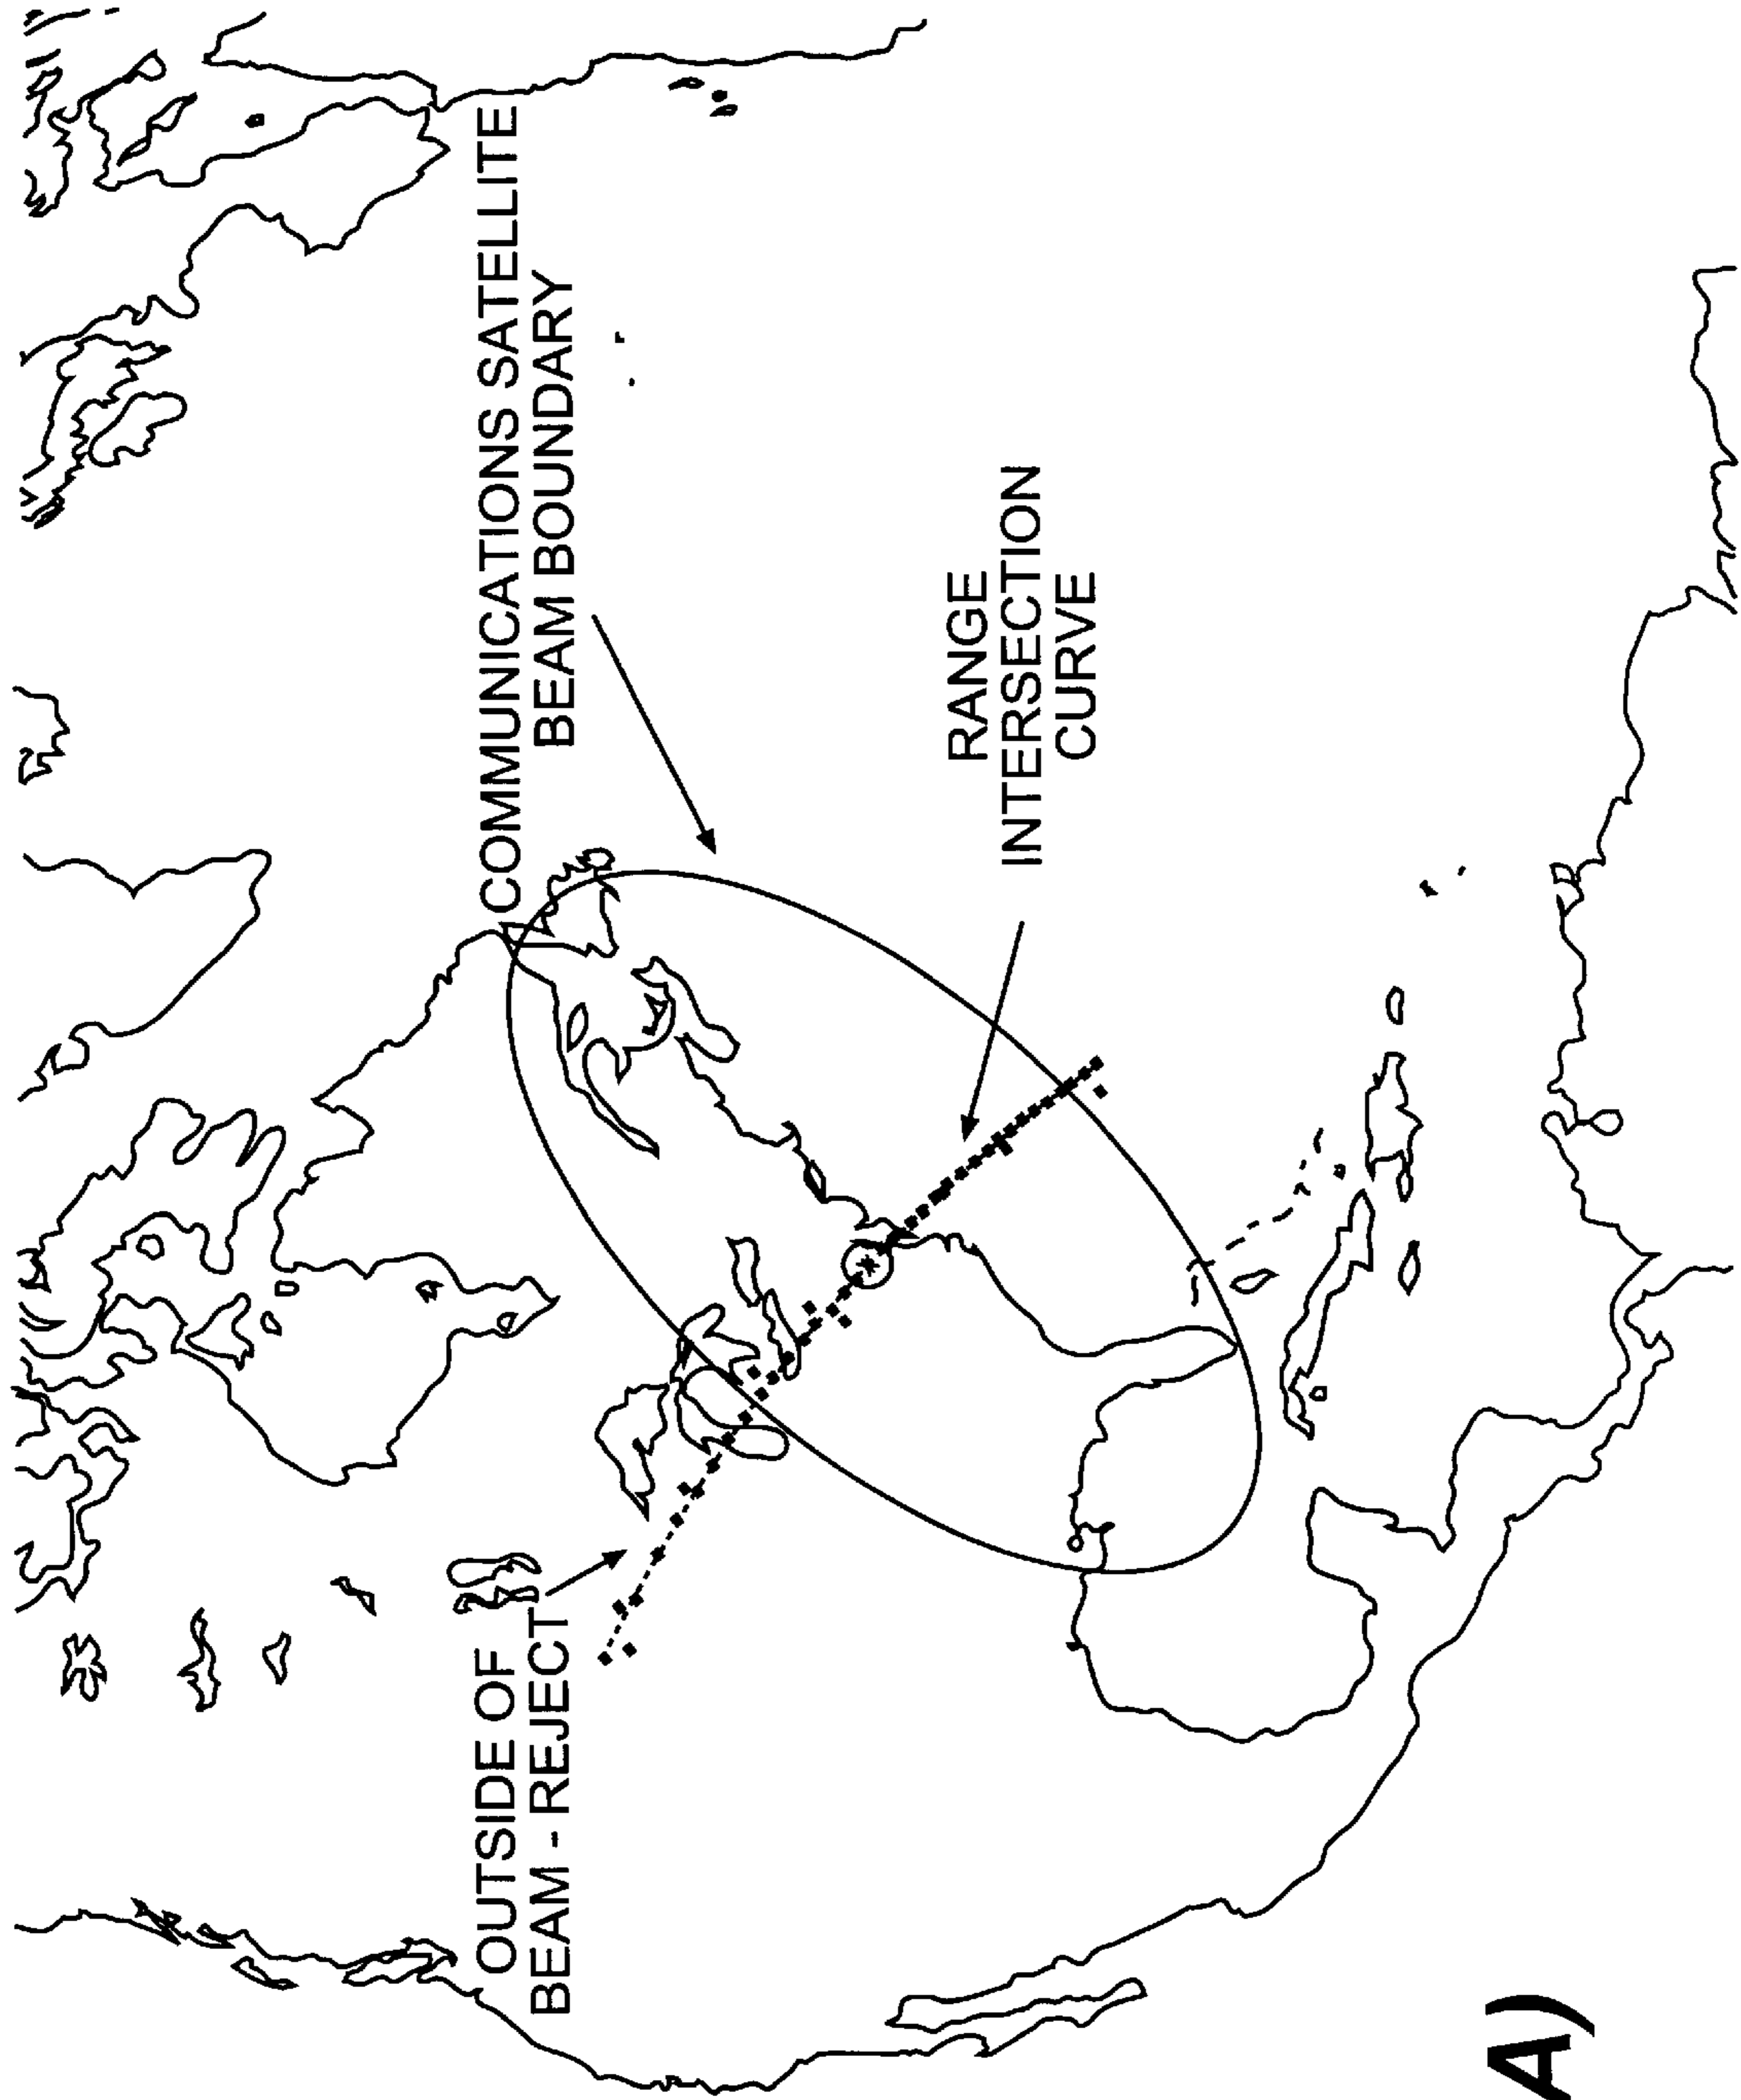 COMMUNICATIONS SATELLITE
BEAM BOUNDARY
OUTSIDE OF
BEAM - REJECT
RANGE
INTERSECTION
CURVE
A)